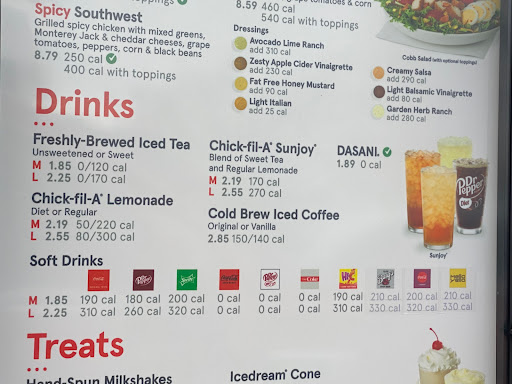 Spicy Southwest
Grilled spicy chicken with mixed greens,
Monterey Jack & cheddar cheeses, grape
tomatoes, peppers, corn & black beans
8.79 250 cal
400 cal with toppings
8.59 460 cal
540 cal with toppings
Dressings
Avocado Lime Ranch
add 310 cal
Zesty Apple Cider Vinaigrette
add 230 cal
Fat Free Honey Mustard
add 90 cal
Light Italian
add 25 cal
Cobb Salad (with optional toppings)
Creamy Salsa
add 290 cal
Light Balsamic Vinaigrette
add 80 cal
Garden Herb Ranch
add 280 cal
Drinks
Freshly-Brewed Iced Tea
Unsweetened or Sweet
M 1.85 0/120 cal
L 2.25 0/170 cal
Chick-fil-A® Lemonade
Diet or Regular
M 2.19 50/220 cal
L 2.55 80/300 cal
Chick-fil-A® Sunjoy®
Blend of Sweet Tea
and Regular Lemonade
M 2.19 170 cal
L 2.55 270 cal
Cold Brew Iced Coffee
Original or Vanilla
2.85 150/140 cal
DASANI®
1.89 0 cal
Dr Pepper
Diet
Sunjoy®
Soft Drinks
M 1.85 190 cal 180 cal 200 cal 0 cal 0 cal 0 cal 190 cal 210 cal 200 cal 210 cal
L 2.25 310 cal 260 cal 320 cal 0 cal 0 cal 0 cal 310 cal 330 cal 320 cal 330 cal
Treats
Hand-Spun Milkshakes
Icedream® Cone